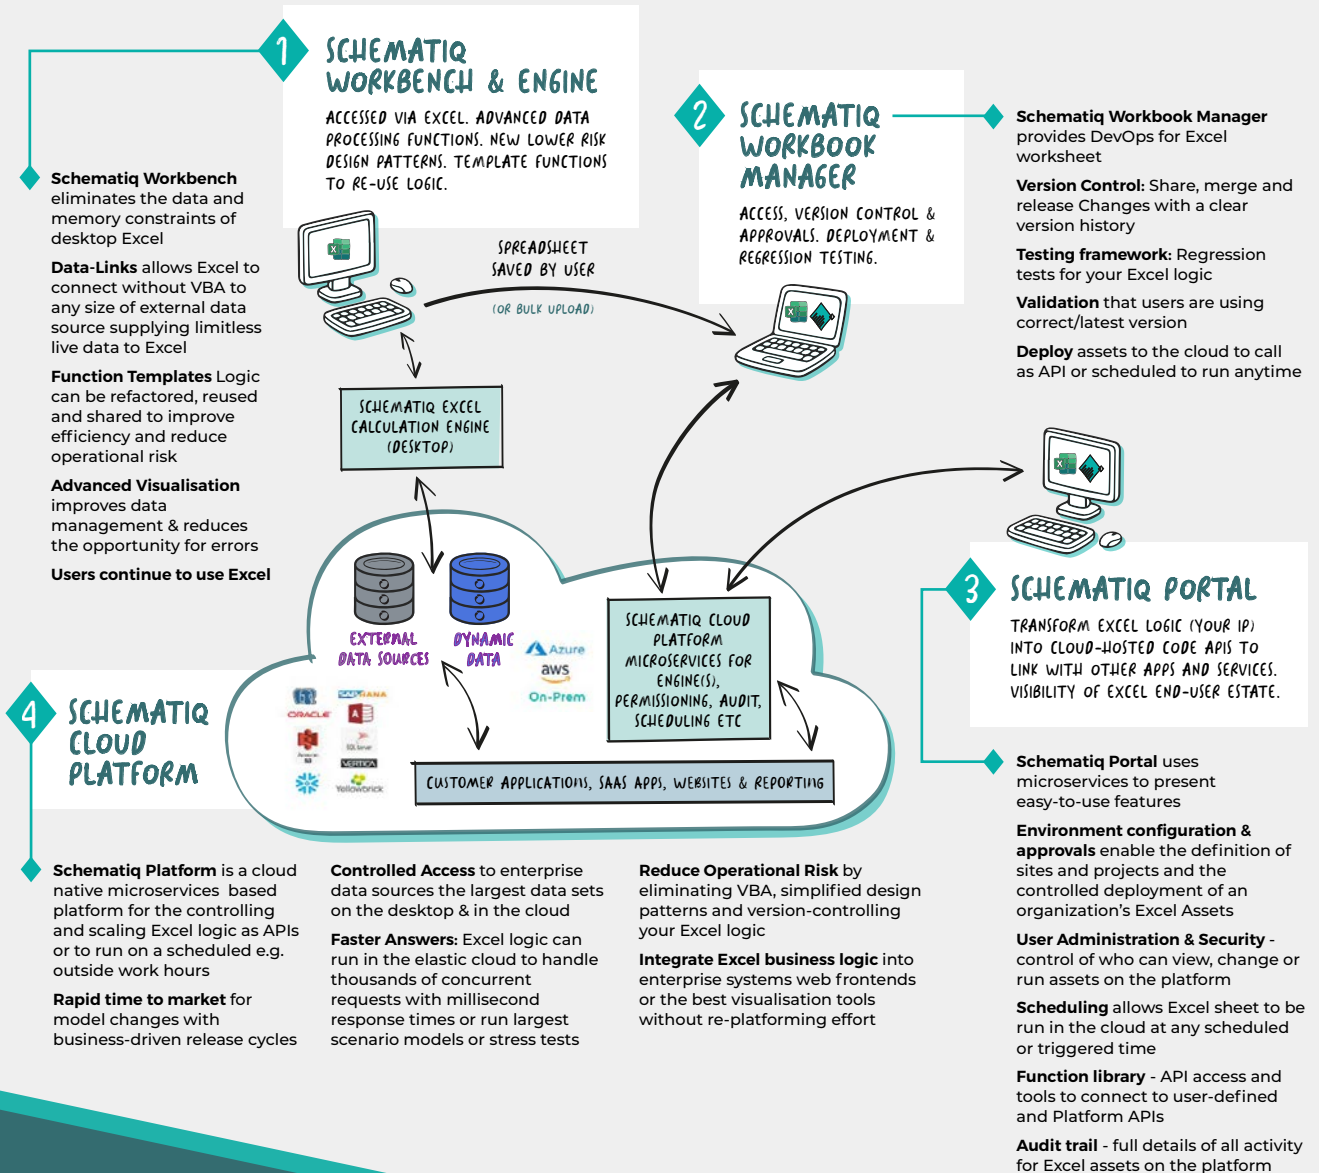 1
SCHEMATIQ
WORKBENCH & ENGINE
ACCESSED VIA EXCEL. ADVANCED DATA
PROCESSING FUNCTIONS. NEW LOWER RISK
DESIGN PATTERNS. TEMPLATE FUNCTIONS
TO RE-USE LOGIC.
Schematiq Workbench
eliminates the data and
memory constraints of
desktop Excel
Data-Links allows Excel to
connect without VBA to
any size of external data
source supplying limitless
live data to Excel
Function Templates Logic
can be refactored, reused
and shared to improve
efficiency and reduce
operational risk
Advanced Visualisation
improves data
management & reduces
the opportunity for errors
Users continue to use Excel
SPREADSHEET
SAVED BY USER
(OR BULK UPLOAD)
2
SCHEMATIQ
WORKBOOK
MANAGER
ACCESS, VERSION CONTROL &
APPROVALS. DEPLOYMENT &
REGRESSION TESTING.
Schematiq Workbook Manager
provides DevOps for Excel
worksheet
Version Control: Share, merge and
release Changes with a clear
version history
Testing framework: Regression
tests for your Excel logic
Validation that users are using
correct/latest version
Deploy assets to the cloud to call
as API or scheduled to run anytime
SCHEMATIQ EXCEL
CALCULATION ENGINE
(DESKTOP)
EXTERNAL
DATA SOURCES
DYNAMIC
DATA
Azure
aws
On-Prem
SAP HANA
ORACLE
A
Amazon
S3
SQL Server
VERTICA
Yellowbrick
SCHEMATIQ CLOUD
PLATFORM
MICROSERVICES FOR
ENGINE(S),
PERMISSIONING, AUDIT,
SCHEDULING ETC
CUSTOMER APPLICATIONS, SAAS APPS, WEBSITES & REPORTING
3
SCHEMATIQ PORTAL
TRANSFORM EXCEL LOGIC (YOUR IP)
INTO CLOUD-HOSTED CODE APIS TO
LINK WITH OTHER APPS AND SERVICES.
VISIBILITY OF EXCEL END-USER ESTATE.
Schematiq Portal uses
microservices to present
easy-to-use features
Environment configuration &
approvals enable the definition of
sites and projects and the
controlled deployment of an
organization's Excel Assets
User Administration & Security -
control of who can view, change or
run assets on the platform
Scheduling allows Excel sheet to be
run in the cloud at any scheduled
or triggered time
Function library - API access and
tools to connect to user-defined
and Platform APIs
Audit trail - full details of all activity
for Excel assets on the platform
4
SCHEMATIQ
CLOUD
PLATFORM
Schematiq Platform is a cloud
native microservices based
platform for the controlling
and scaling Excel logic as APIs
or to run on a scheduled e.g.
outside work hours
Rapid time to market for
model changes with
business-driven release cycles
Controlled Access to enterprise
data sources the largest data sets
on the desktop & in the cloud
Faster Answers: Excel logic can
run in the elastic cloud to handle
thousands of concurrent
requests with millisecond
response times or run largest
scenario models or stress tests
Reduce Operational Risk by
eliminating VBA, simplified design
patterns and version-controlling
your Excel logic
Integrate Excel business logic into
enterprise systems web frontends
or the best visualisation tools
without re-platforming effort